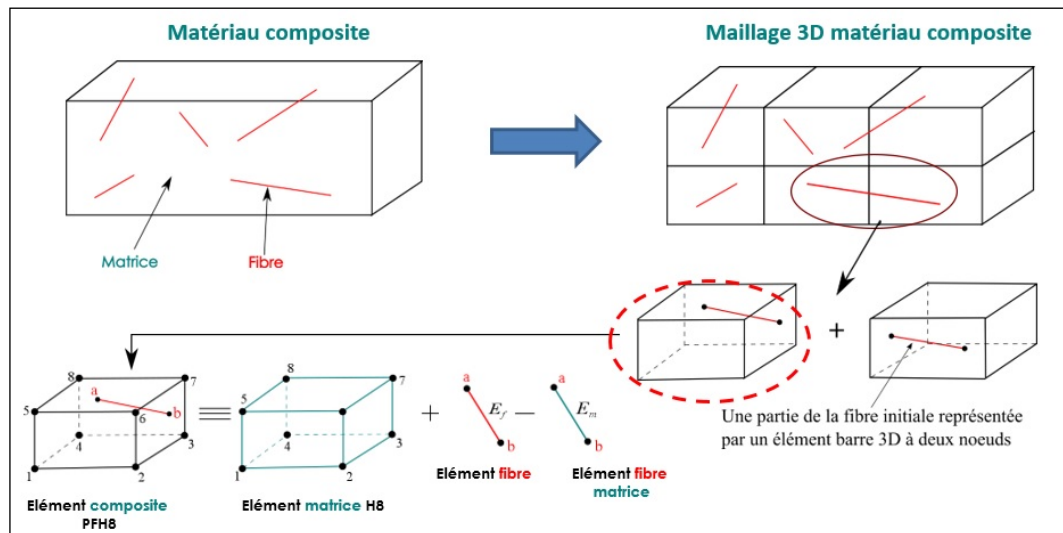 Matériau composite
Maillage 3D matériau composite
Matrice
Fibre
+
8
a
7
5
6
b
4
3
1
2
Elément composite
PFH8
≡
8
7
5
4
3
1
2
Elément matrice H8
+
a
E_f
b
Elément fibre
−
a
E_m
b
Elément fibre
matrice
Une partie de la fibre initiale représentée
par un élément barre 3D à deux noeuds